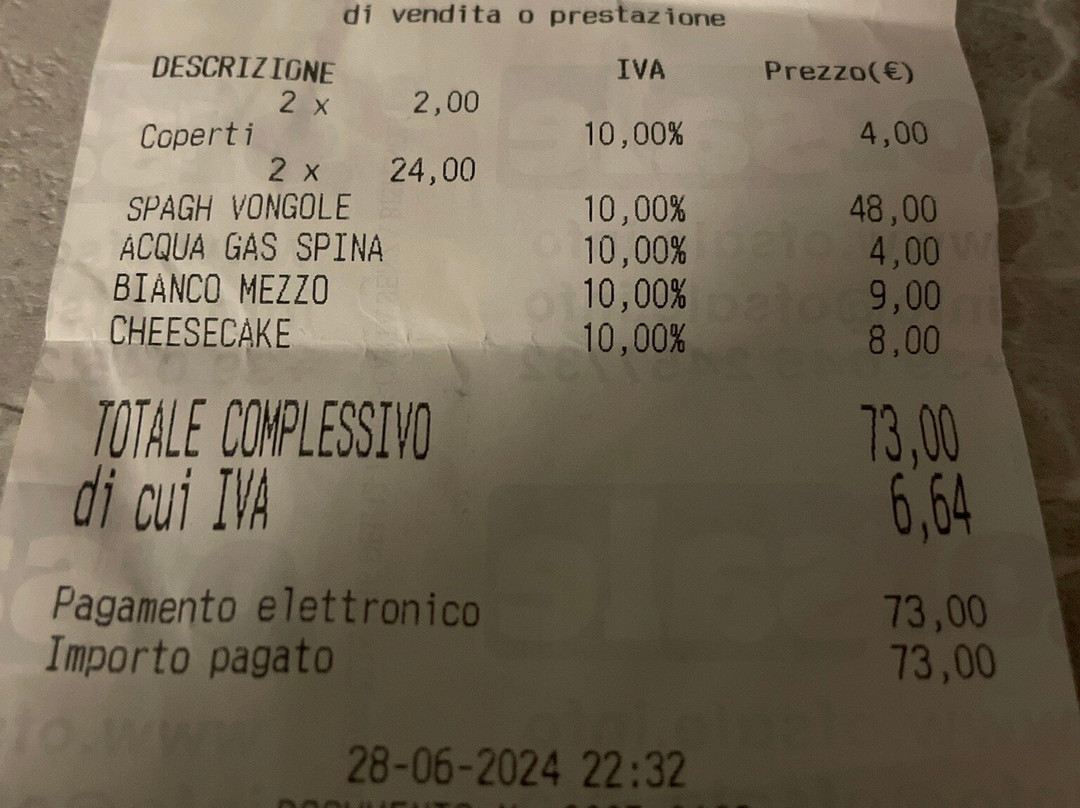 di vendita o prestazione
DESCRIZIONE IVA Prezzo(€)
2 x 2,00
Coperti 10,00% 4,00
2 x 24,00
SPAGH VONGOLE 10,00% 48,00
ACQUA GAS SPINA 10,00% 4,00
BIANCO MEZZO 10,00% 9,00
CHEESECAKE 10,00% 8,00
TOTALE COMPLESSIVO 73,00
di cui IVA 6,64
Pagamento elettronico 73,00
Importo pagato 73,00
28-06-2024 22:32